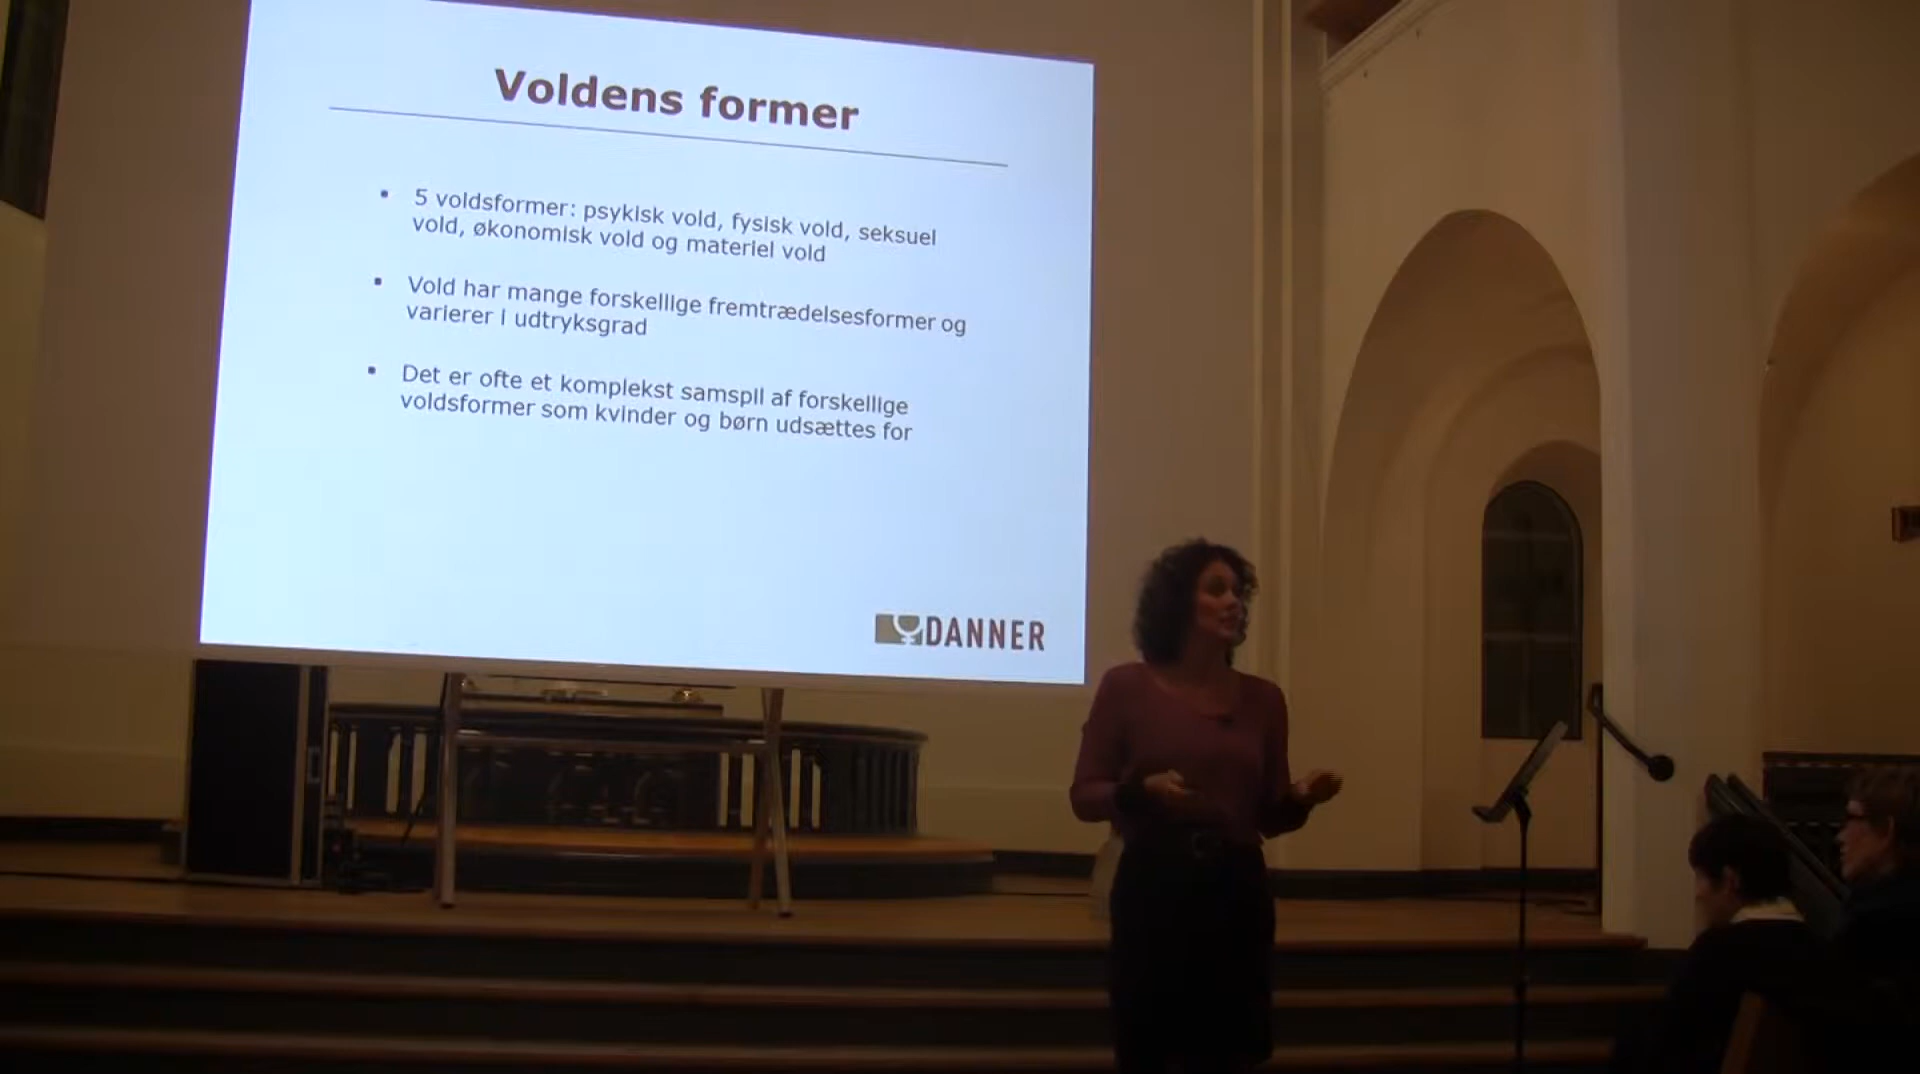 Voldens former
▪ 5 voldsformer: psykisk vold, fysisk vold, seksuel
vold, økonomisk vold og materiel vold
▪ Vold har mange forskellige fremtrædelsesformer og
varierer i udtryksgrad
▪ Det er ofte et komplekst samspil af forskellige
voldsformer som kvinder og børn udsættes for
DANNER